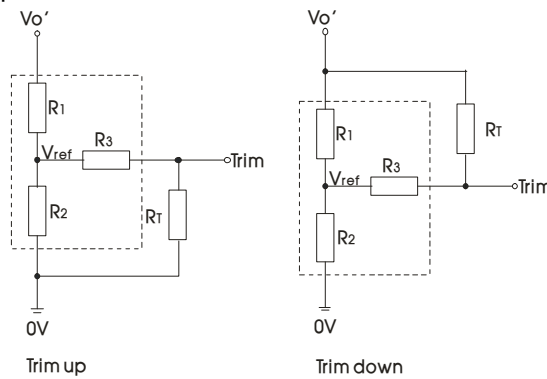 Vo'
R1
R3
Vref
Trim
R2
RT
0V
Trim up
Vo'
R1
RT
R3
Vref
Trim
R2
0V
Trim down